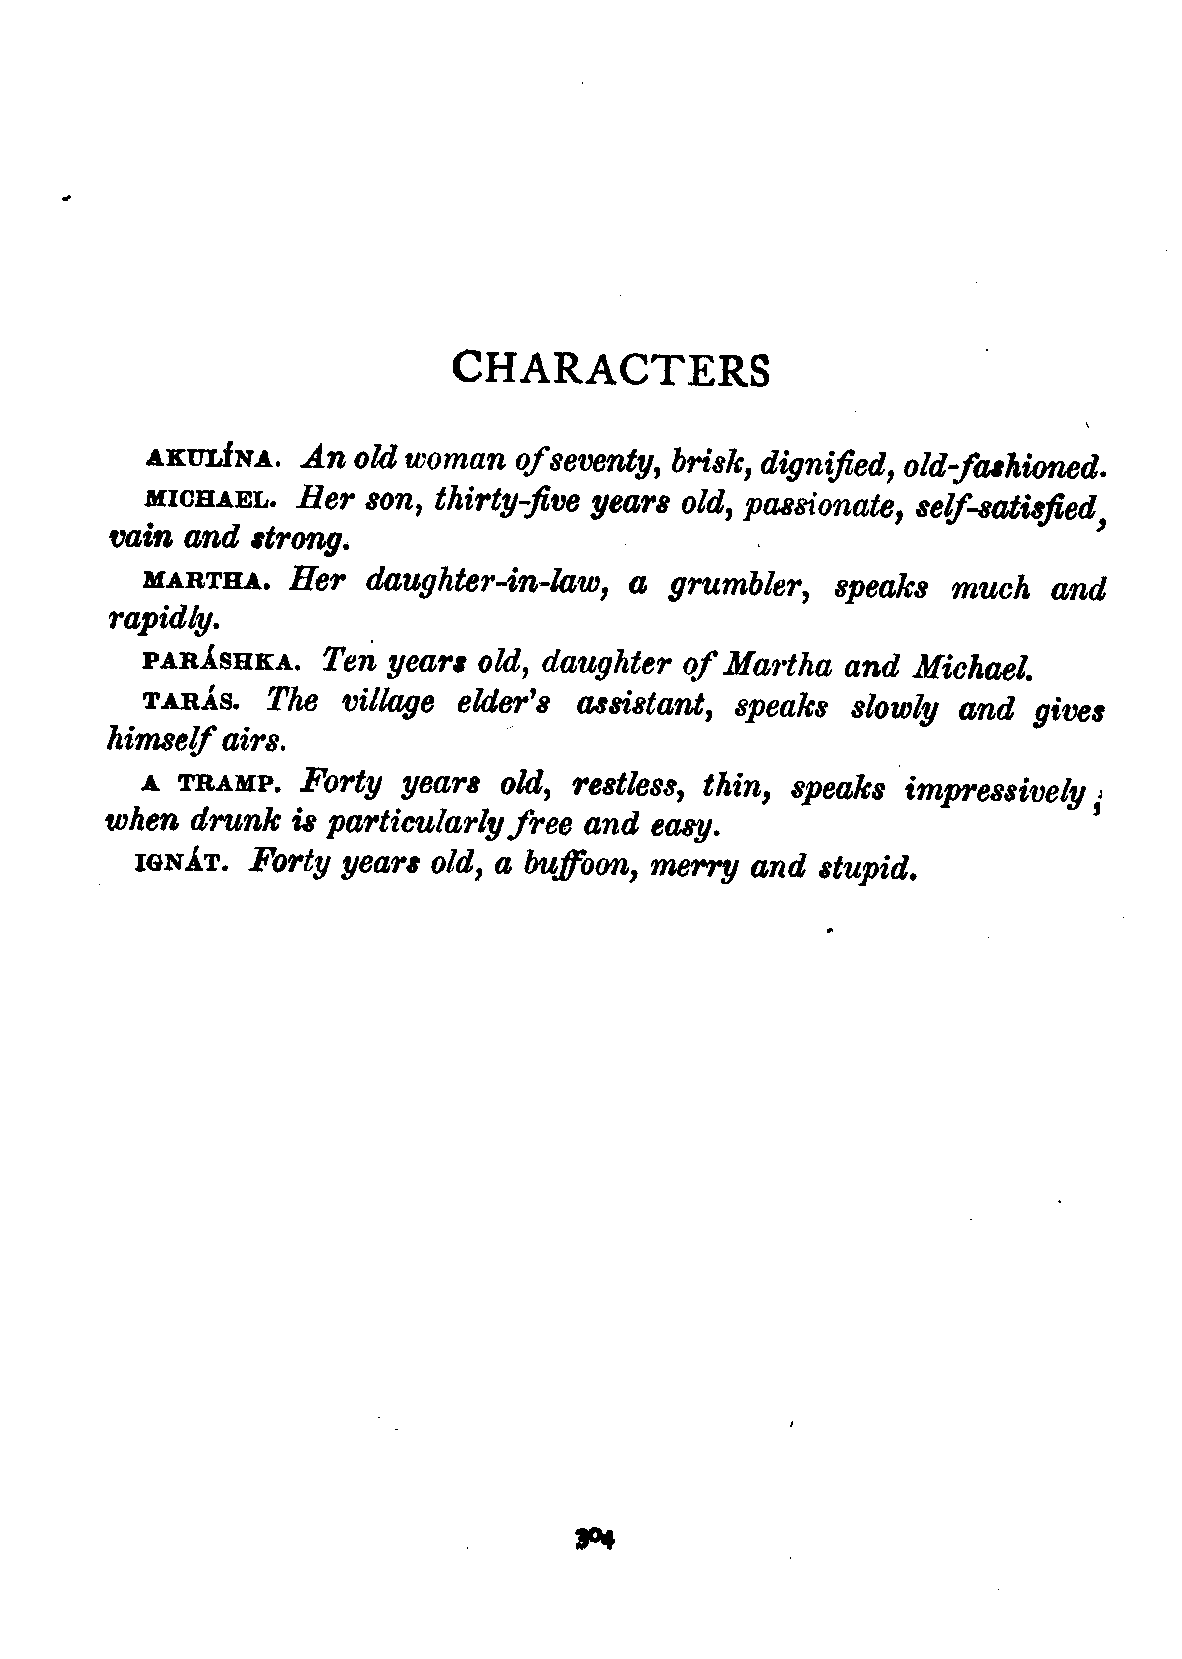 CHARACTERS
AKULÍNA. An old woman of seventy, brisk, dignified, old-fashioned.
MICHAEL. Her son, thirty-five years old, passionate, self-satisfied,
vain and strong.
MARTHA. Her daughter-in-law, a grumbler, speaks much and
rapidly.
PARÁSHKA. Ten years old, daughter of Martha and Michael.
TARÁS. The village elder's assistant, speaks slowly and gives
himself airs.
A TRAMP. Forty years old, restless, thin, speaks impressively;
when drunk is particularly free and easy.
IGNÁT. Forty years old, a buffoon, merry and stupid.
304